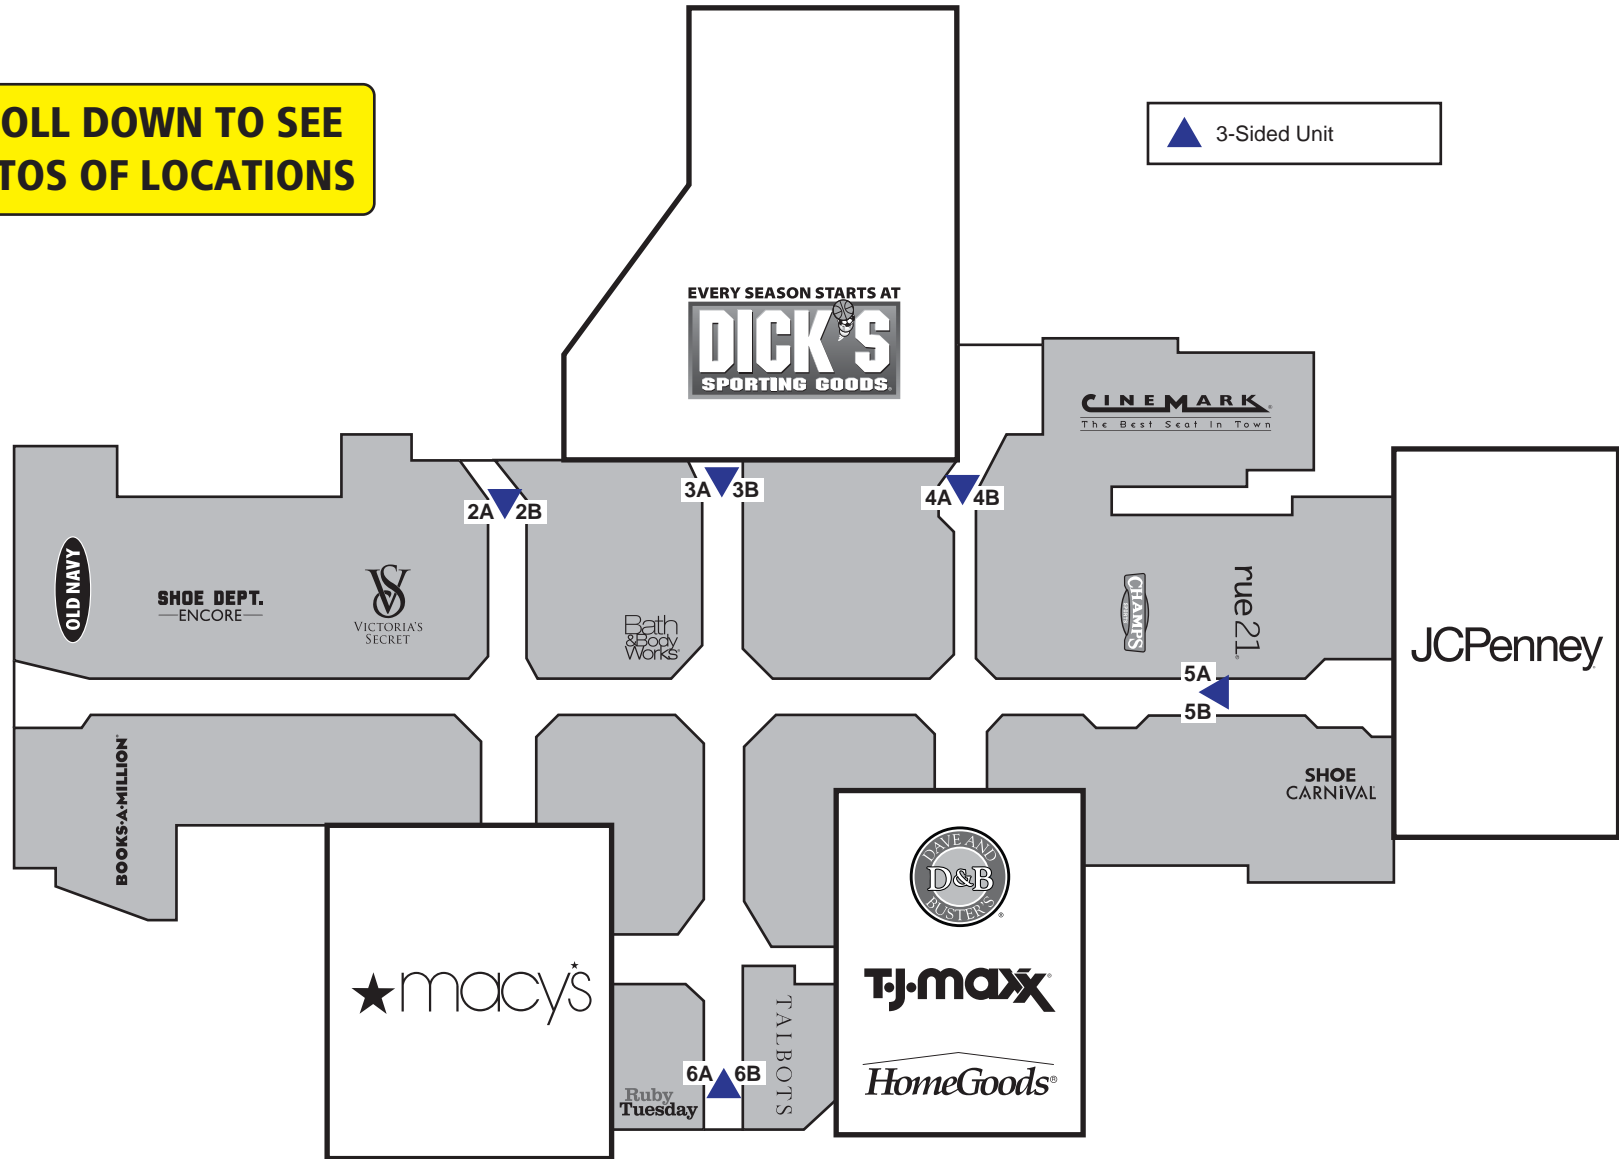 OLL DOWN TO SEE
TOS OF LOCATIONS
3-Sided Unit
EVERY SEASON STARTS AT
DICK'S
SPORTING GOODS
CINEMARK
The Best Seat In Town
3A 3B
4A 4B
2A 2B
OLD NAVY
SHOE DEPT.
ENCORE
VS
VICTORIA'S
SECRET
Bath
&Body
Works
CHAMPS
rue21
JCPenney
5A
5B
BOOKS·A·MILLION
SHOE
CARNIVAL
DAVE AND
D&B
BUSTER'S
macy's
T·J·maxx
TALBOTS
HomeGoods®
6A 6B
Ruby
Tuesday